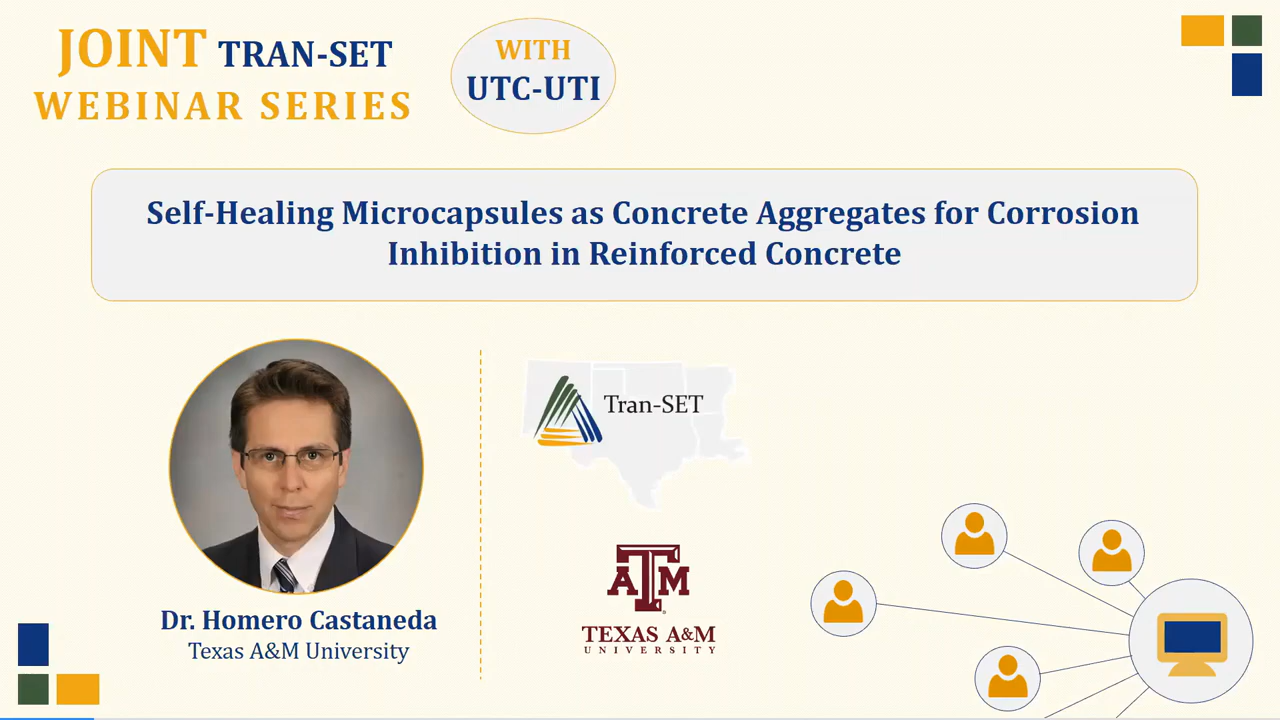 JOINT TRAN-SET
WEBINAR SERIES
WITH
UTC-UTI
Self-Healing Microcapsules as Concrete Aggregates for Corrosion
Inhibition in Reinforced Concrete
Tran-SET
Dr. Homero Castaneda
Texas A&M University
ATM
TEXAS A&M
UNIVERSITY